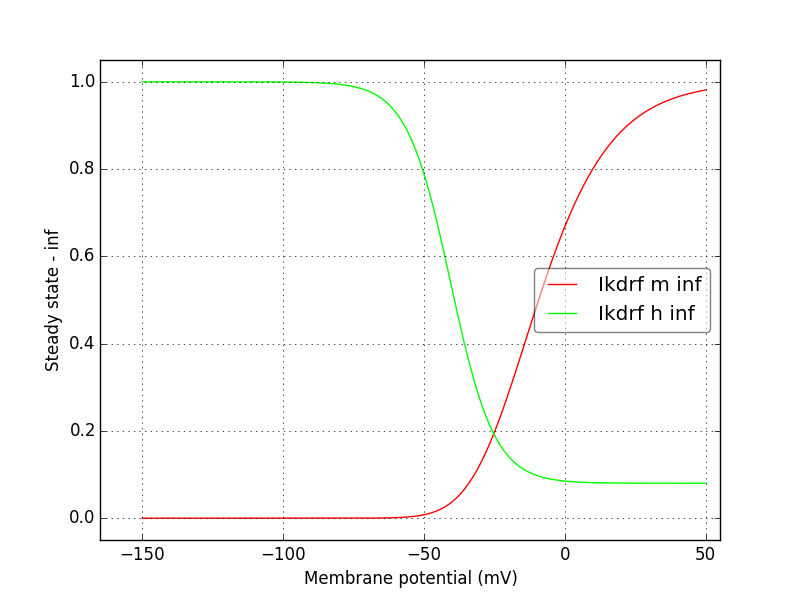 1.0
0.8
0.6
0.4
0.2
0.0
Steady state - inf
Ikdrf m inf
Ikdrf h inf
−150
−100
−50
0
50
Membrane potential (mV)